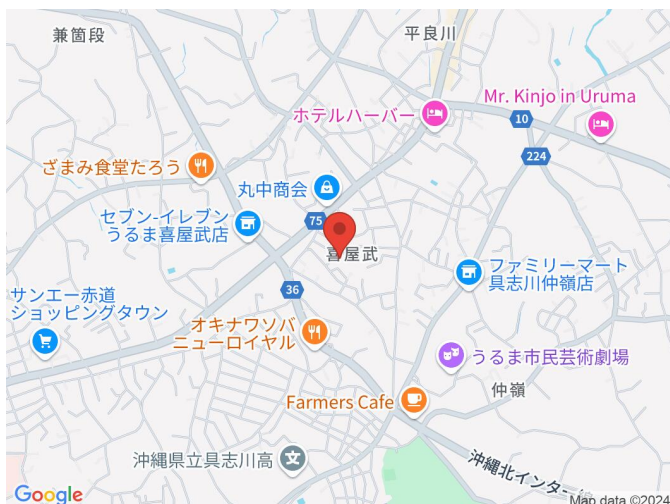 兼箇段
平良川
ホテルハーバー
Mr. Kinjo in Uruma
10
224
ざまみ食堂たろう
丸中商会
75
セブン-イレブン
うるま喜屋武店
喜屋武
ファミリーマート
具志川仲嶺店
36
サンエー赤道
ショッピングタウン
オキナワソバ
ニューロイヤル
うるま市民芸術劇場
仲嶺
Farmers Cafe
沖縄県立具志川高
沖縄北インター
Google
Map data ©2024